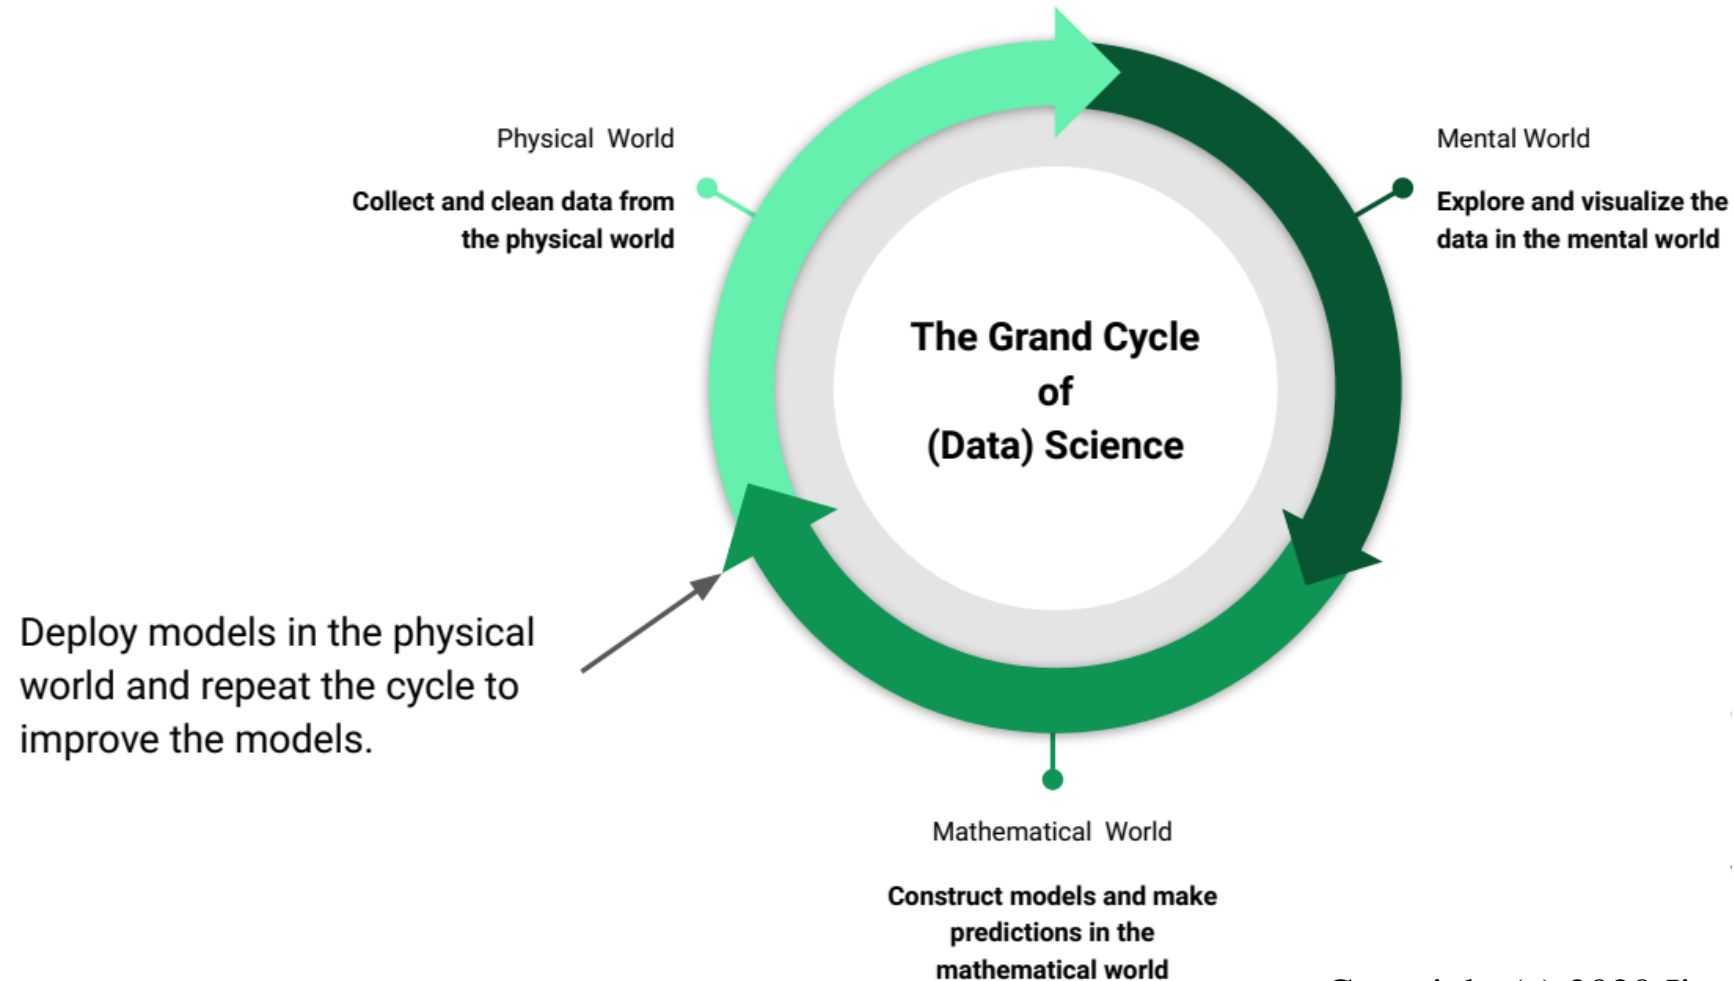 Physical World
Collect and clean data from
the physical world
Mental World
Explore and visualize the
data in the mental world
The Grand Cycle
of
(Data) Science
Deploy models in the physical
world and repeat the cycle to
improve the models.
Mathematical World
Construct models and make
predictions in the
mathematical world